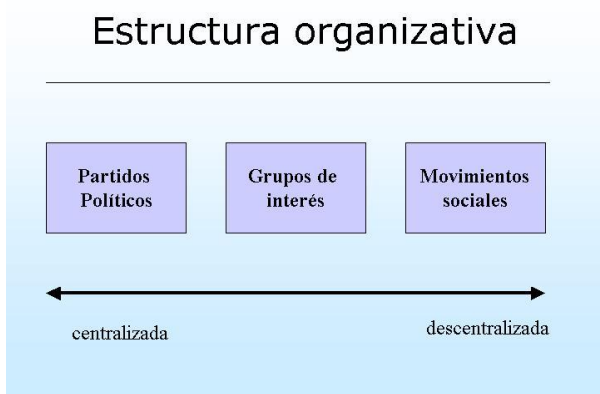 Estructura organizativa
Partidos
Políticos
Grupos de
interés
Movimientos
sociales
centralizada
descentralizada